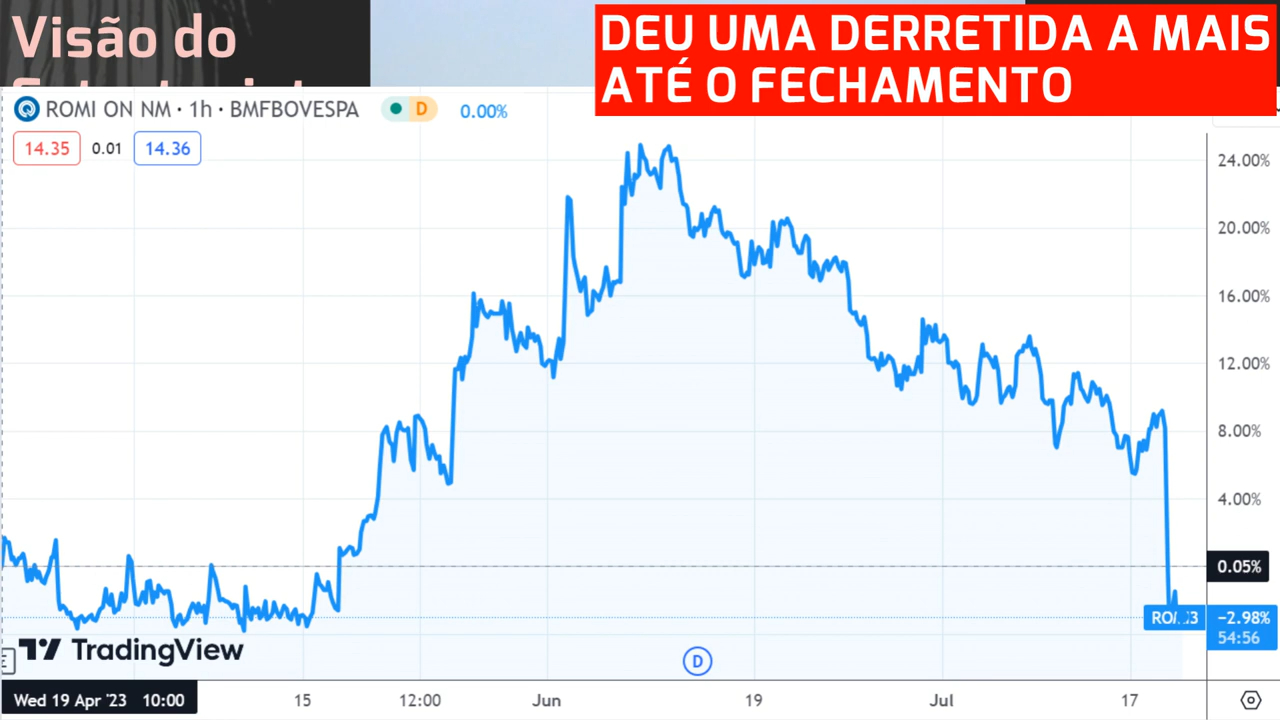 Visão do
DEU UMA DERRETIDA A MAIS
ATÉ O FECHAMENTO
ROMI ON NM · 1h · BMFBOVESPA
D
0.00%
14.35
0.01
14.36
24.00%
20.00%
16.00%
12.00%
8.00%
4.00%
0.05%
-2.98%
54:56
TradingView
D
E
Wed 19 Apr '23 10:00
15
12:00
Jun
19
Jul
17